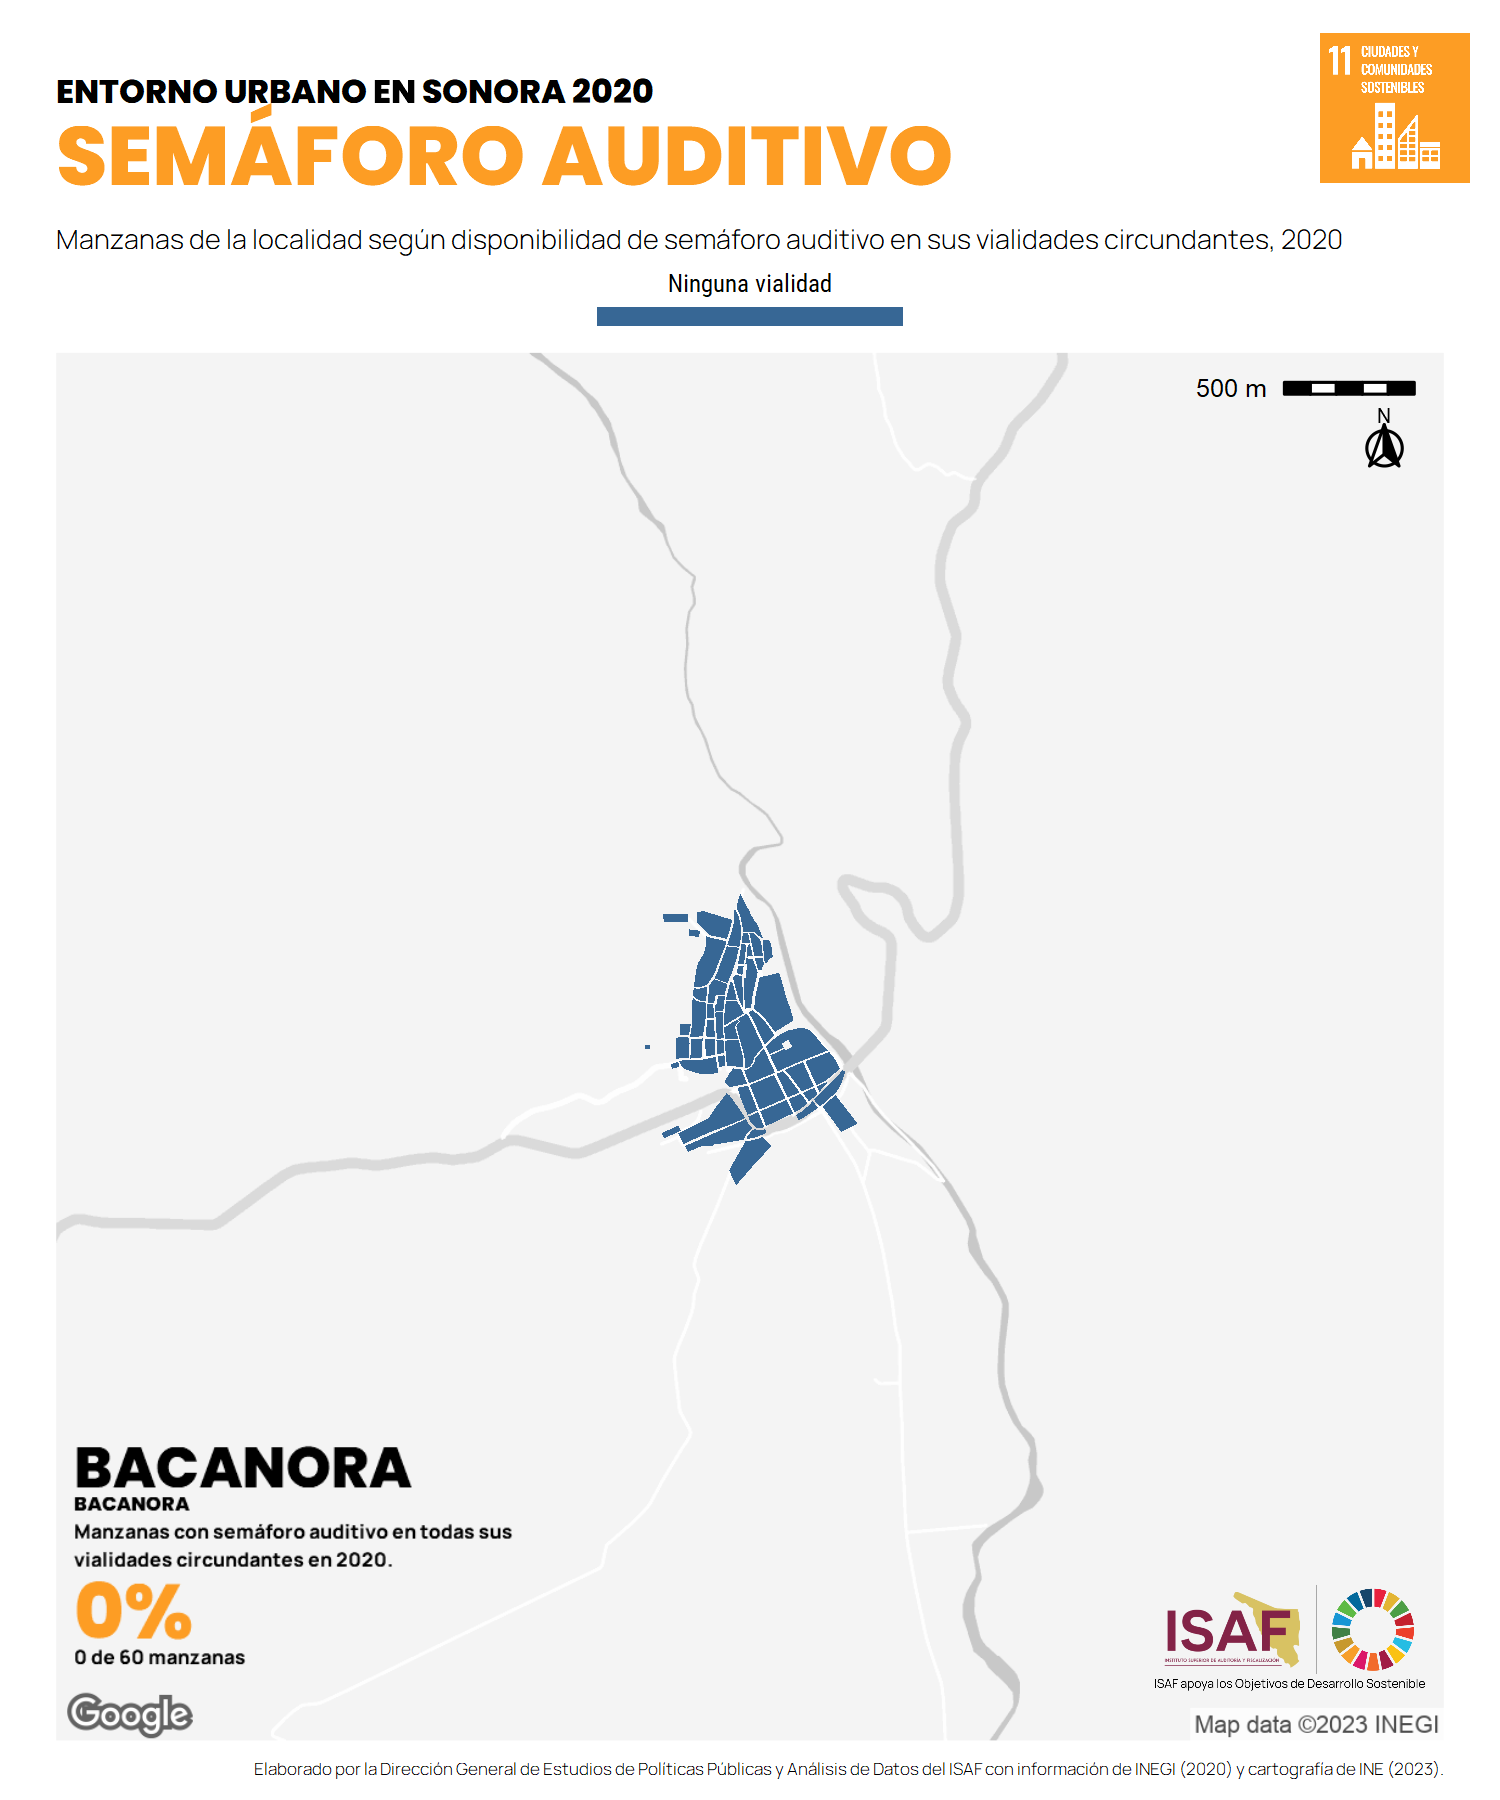 ENTORNO URBANO EN SONORA 2020
SEMÁFORO AUDITIVO
11 CIUDADES Y
COMUNIDADES
SOSTENIBLES
Manzanas de la localidad según disponibilidad de semáforo auditivo en sus vialidades circundantes, 2020
Ninguna vialidad
500 m
N
BACANORA
BACANORA
Manzanas con semáforo auditivo en todas sus
vialidades circundantes en 2020.
0%
0 de 60 manzanas
Google
ISAF
INSTITUTO SUPERIOR DE AUDITORÍA Y FISCALIZACIÓN
ISAF apoya los Objetivos de Desarrollo Sostenible
Map data ©2023 INEGI
Elaborado por la Dirección General de Estudios de Políticas Públicas y Análisis de Datos del ISAF con información de INEGI (2020) y cartografía de INE (2023).